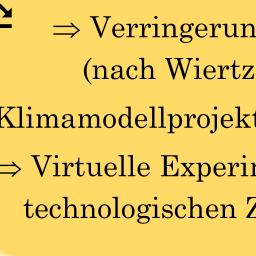 ⇒ Verringerun
(nach Wiertz
Klimamodellprojekt
⇒ Virtuelle Experi
technologischen Z